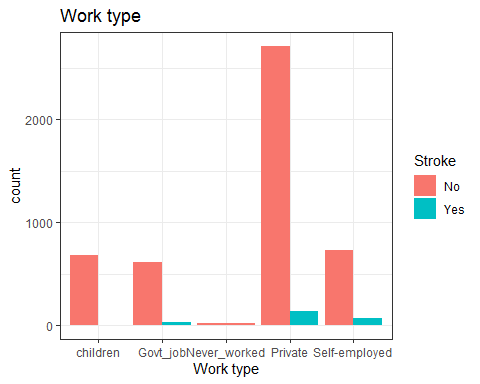 Work type
count
2000
1000
0
children Govt_job Never_worked Private Self-employed
Work type
Stroke
No
Yes